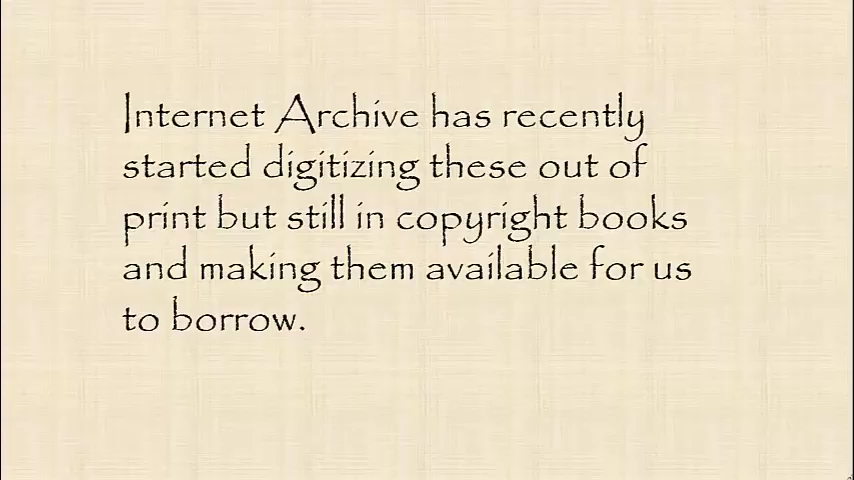 Internet Archive has recently
started digitizing these out of
print but still in copyright books
and making them available for us
to borrow.